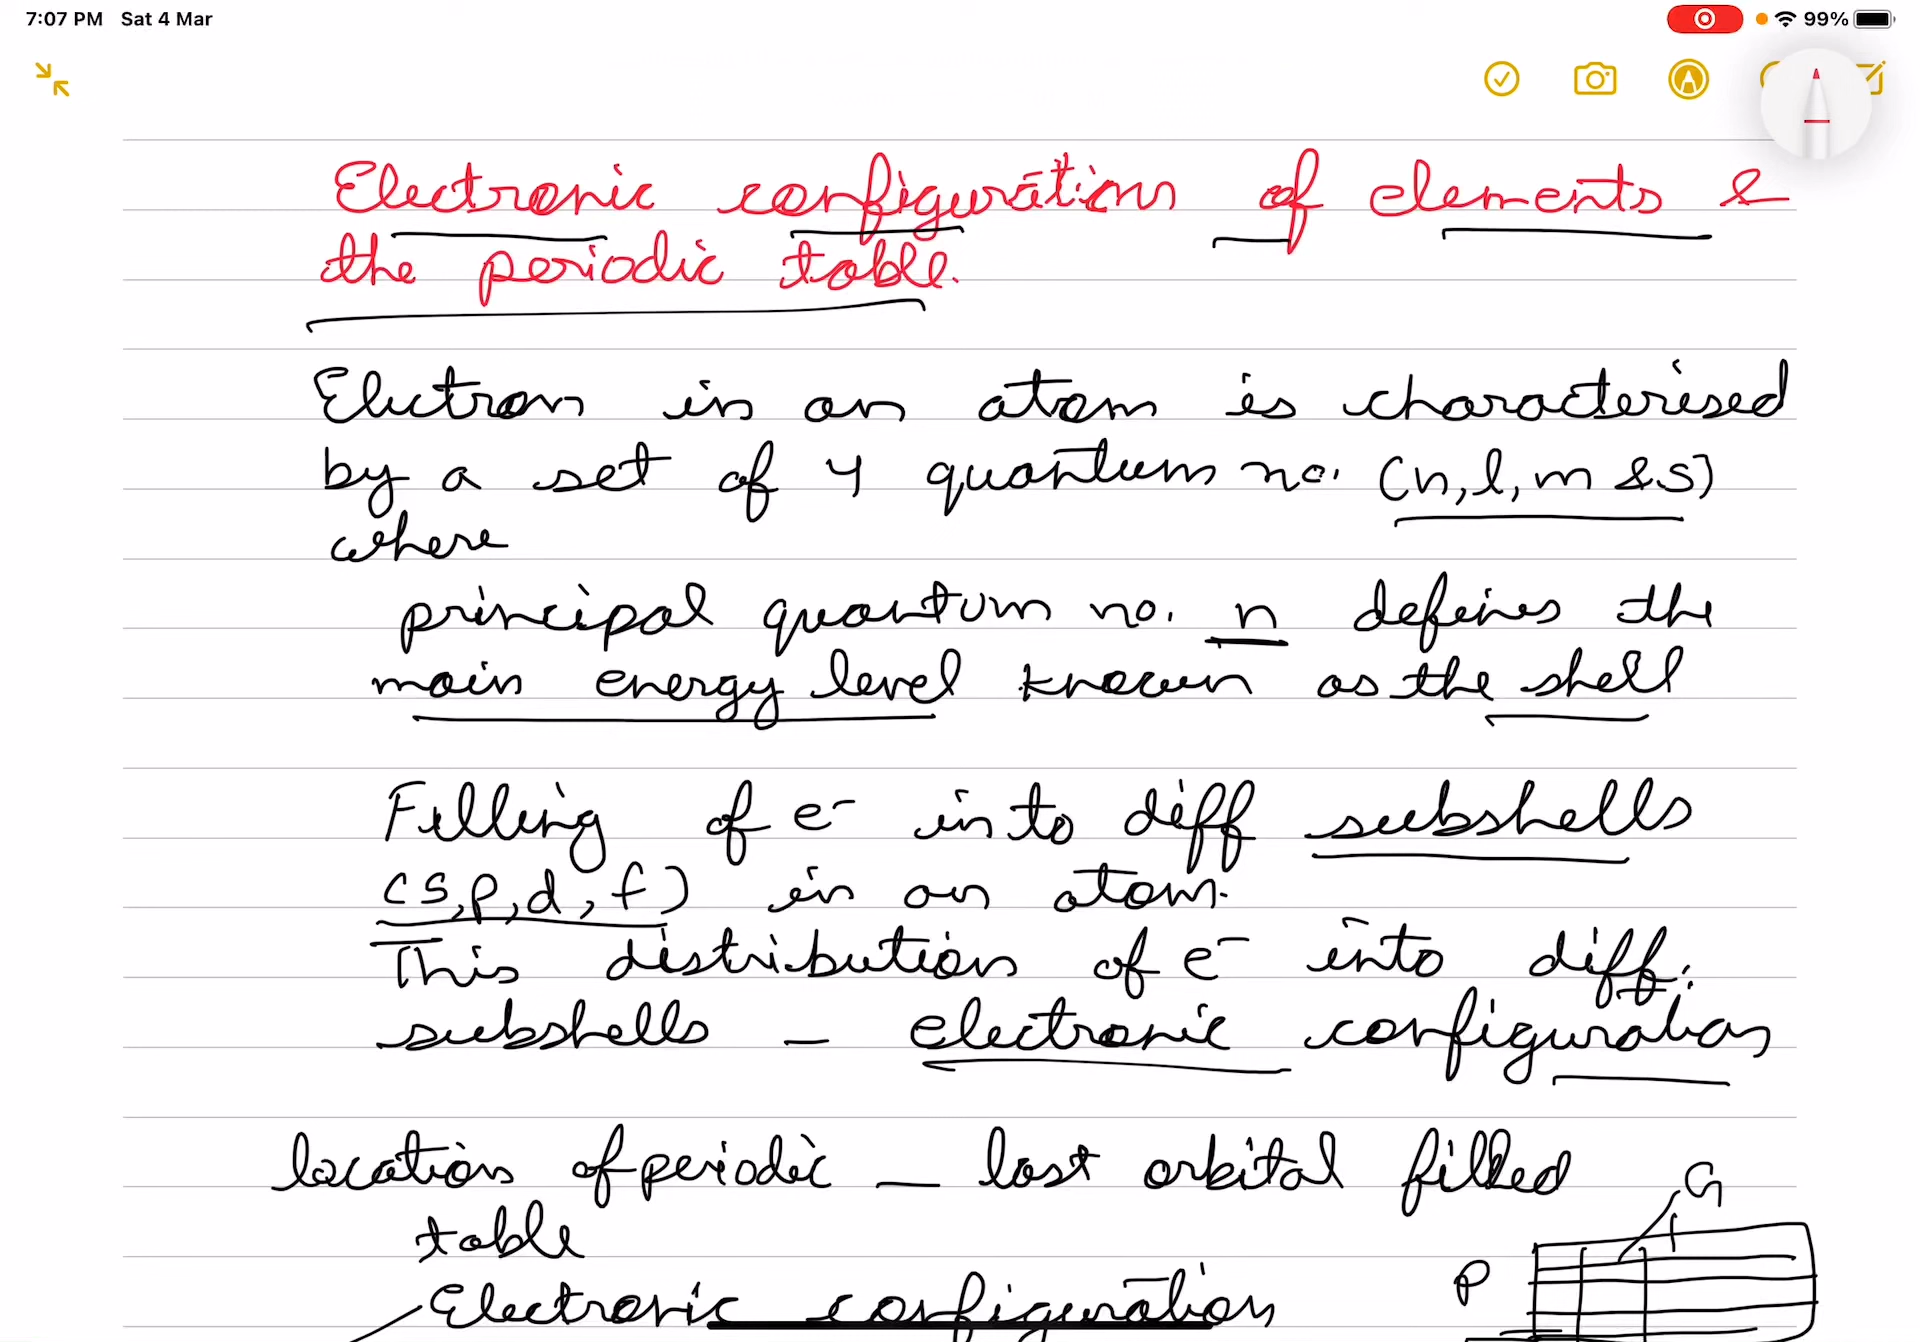 7:07 PM Sat 4 Mar
99%
Electronic configuration of elements &
the periodic table.
Electron in an atom is characterised
by a set of 4 quantum no. (n, l, m & s)
where
principal quantum no. n defines the
main energy level known as the shell
Filling of e⁻ into diff subshells
(s, p, d, f) in an atom.
This distribution of e⁻ into diff.
subshells – electronic configuration
location of periodic – last orbital filled
table
G
P
Electronic configuration